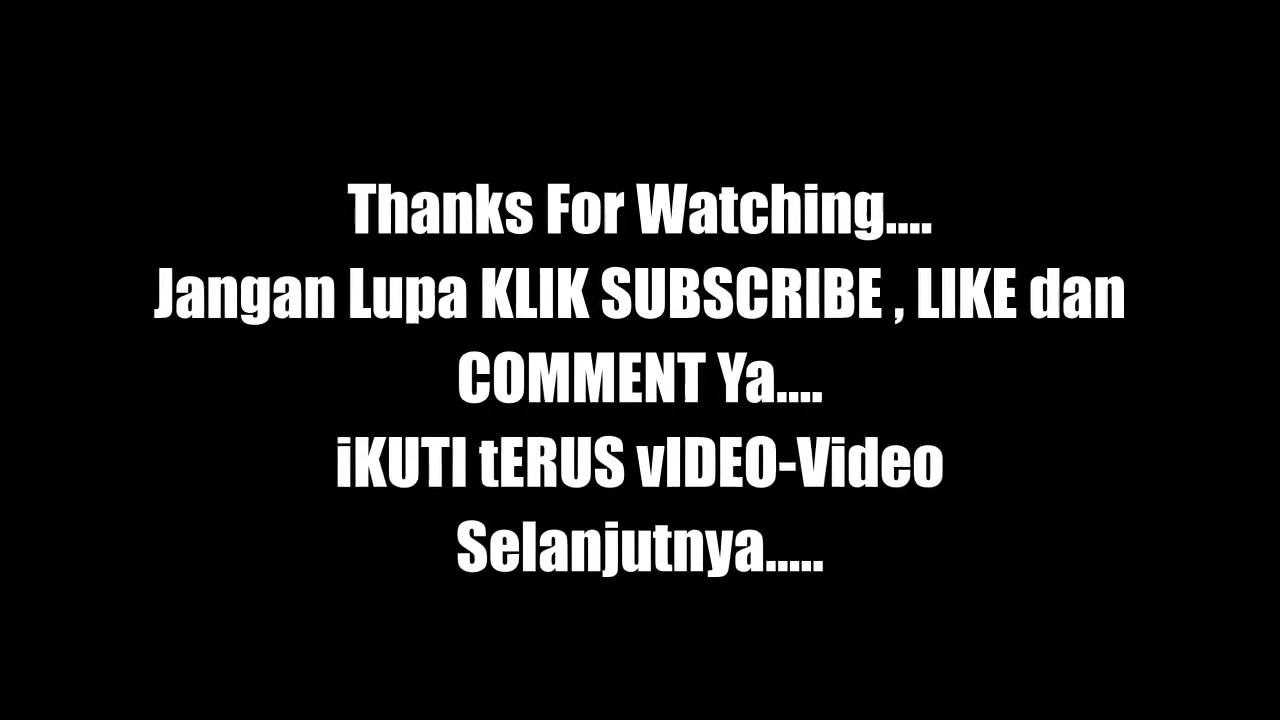 Thanks For Watching....
Jangan Lupa KLIK SUBSCRIBE , LIKE dan
COMMENT Ya....
iKUTI tERUS vIDEO-Video
Selanjutnya.....